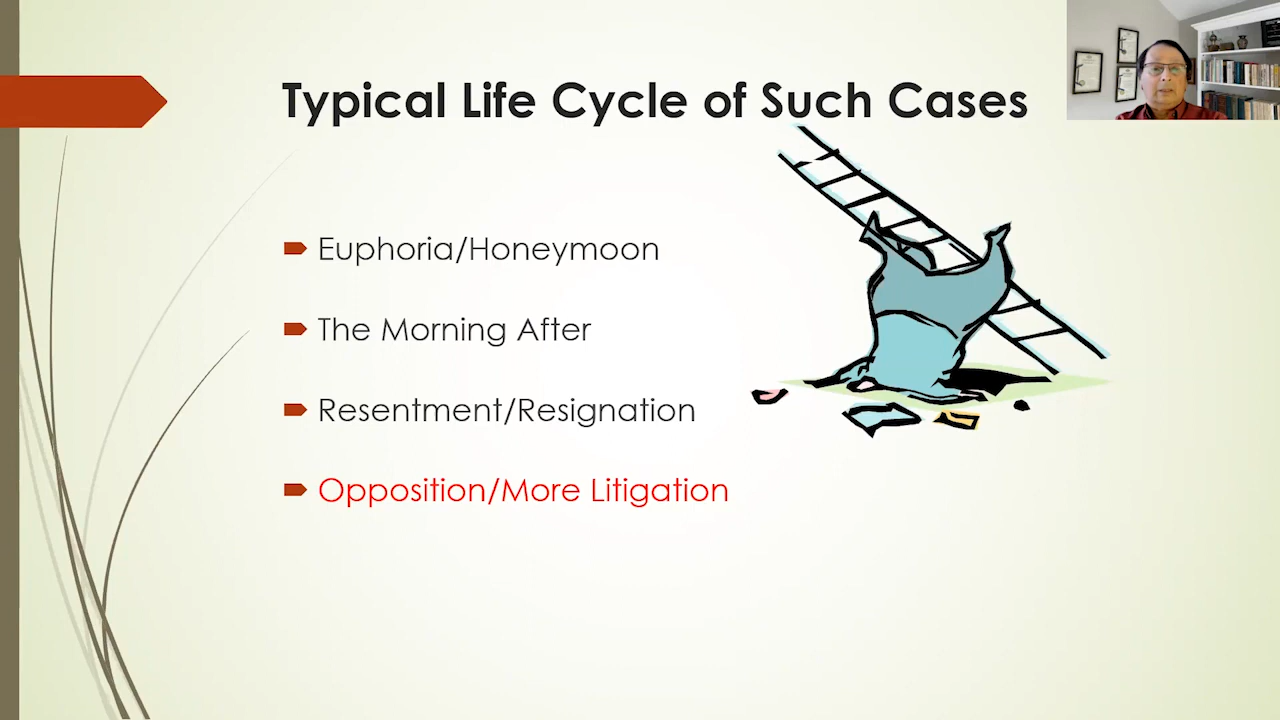 Typical Life Cycle of Such Cases
Euphoria/Honeymoon
The Morning After
Resentment/Resignation
Opposition/More Litigation